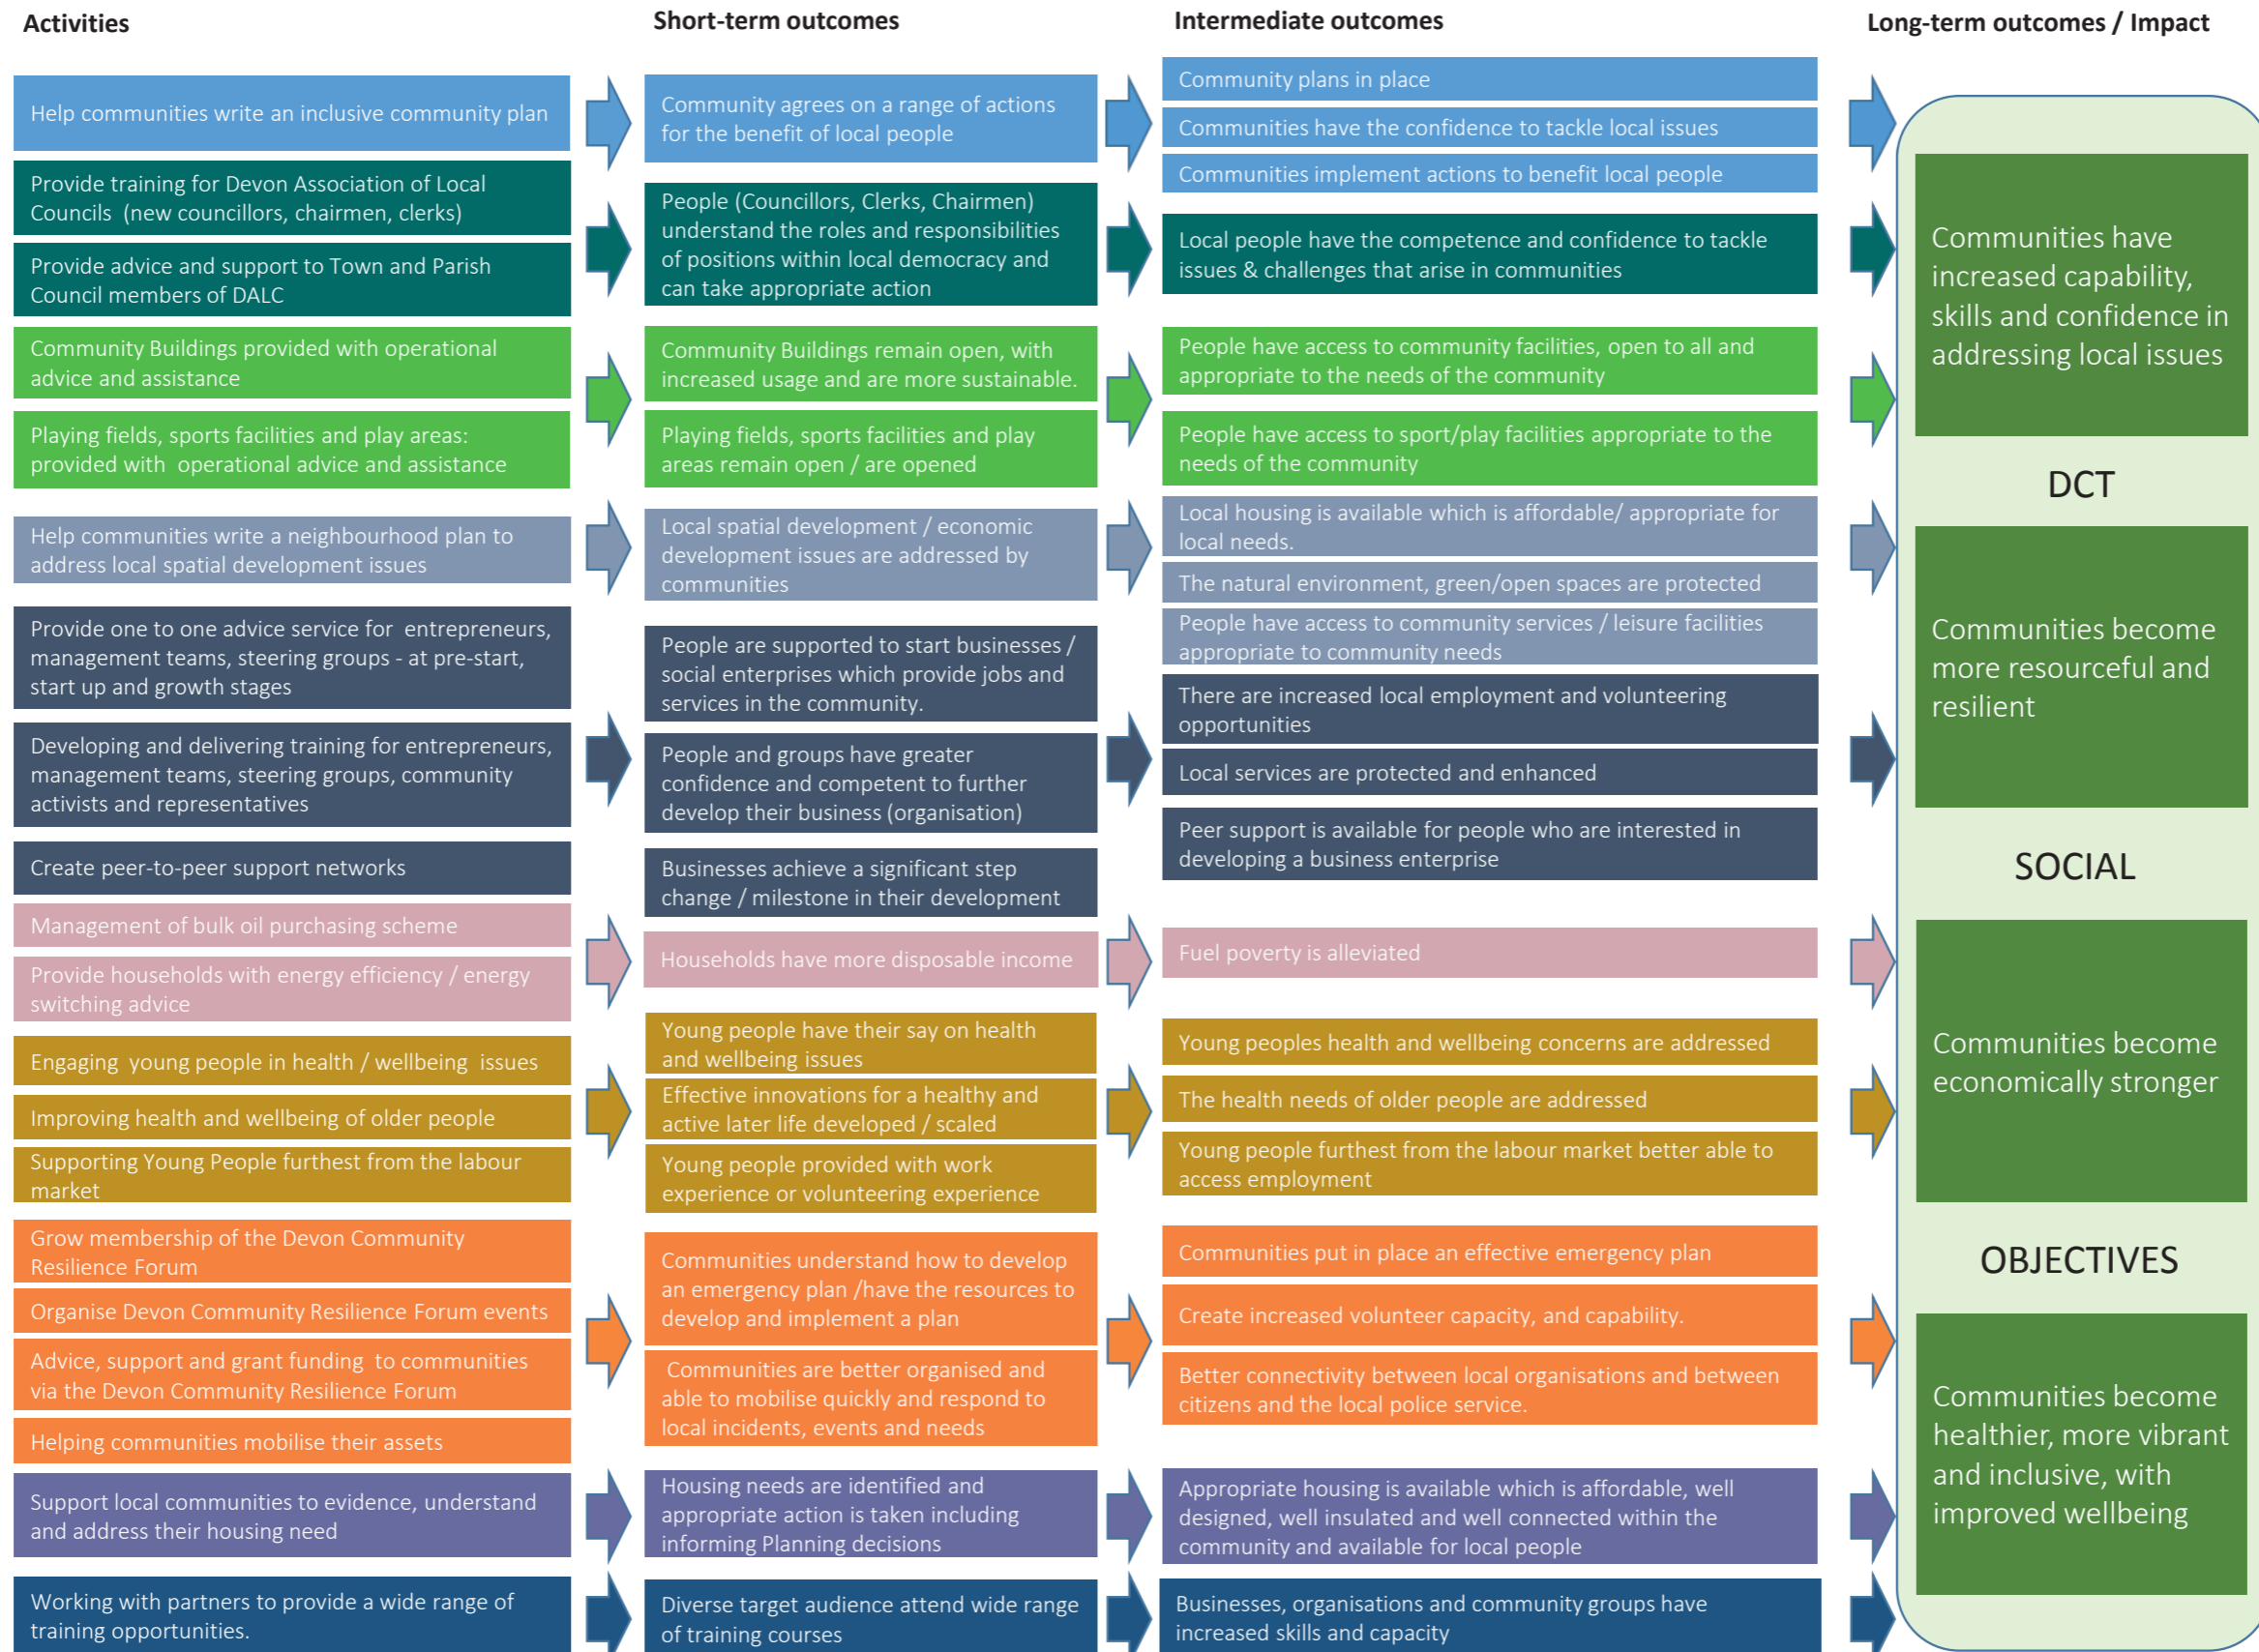 Activities
Short-term outcomes
Intermediate outcomes
Long-term outcomes / Impact
Help communities write an inclusive community plan
Community agrees on a range of actions
for the benefit of local people
Community plans in place
Communities have the confidence to tackle local issues
Communities implement actions to benefit local people
Provide training for Devon Association of Local
Councils (new councillors, chairmen, clerks)
Provide advice and support to Town and Parish
Council members of DALC
People (Councillors, Clerks, Chairmen)
understand the roles and responsibilities
of positions within local democracy and
can take appropriate action
Local people have the competence and confidence to tackle
issues & challenges that arise in communities
Community Buildings provided with operational
advice and assistance
Playing fields, sports facilities and play areas:
provided with operational advice and assistance
Community Buildings remain open, with
increased usage and are more sustainable.
Playing fields, sports facilities and play
areas remain open / are opened
People have access to community facilities, open to all and
appropriate to the needs of the community
People have access to sport/play facilities appropriate to the
needs of the community
Help communities write a neighbourhood plan to
address local spatial development issues
Local spatial development / economic
development issues are addressed by
communities
Local housing is available which is affordable/ appropriate for
local needs.
The natural environment, green/open spaces are protected
People have access to community services / leisure facilities
appropriate to community needs
Provide one to one advice service for entrepreneurs,
management teams, steering groups - at pre-start,
start up and growth stages
Developing and delivering training for entrepreneurs,
management teams, steering groups, community
activists and representatives
Create peer-to-peer support networks
People are supported to start businesses /
social enterprises which provide jobs and
services in the community.
People and groups have greater
confidence and competent to further
develop their business (organisation)
Businesses achieve a significant step
change / milestone in their development
There are increased local employment and volunteering
opportunities
Local services are protected and enhanced
Peer support is available for people who are interested in
developing a business enterprise
Management of bulk oil purchasing scheme
Provide households with energy efficiency / energy
switching advice
Households have more disposable income
Fuel poverty is alleviated
Engaging young people in health / wellbeing issues
Improving health and wellbeing of older people
Supporting Young People furthest from the labour
market
Young people have their say on health
and wellbeing issues
Effective innovations for a healthy and
active later life developed / scaled
Young people provided with work
experience or volunteering experience
Young peoples health and wellbeing concerns are addressed
The health needs of older people are addressed
Young people furthest from the labour market better able to
access employment
Grow membership of the Devon Community
Resilience Forum
Organise Devon Community Resilience Forum events
Advice, support and grant funding to communities
via the Devon Community Resilience Forum
Helping communities mobilise their assets
Communities understand how to develop
an emergency plan /have the resources to
develop and implement a plan
Communities are better organised and
able to mobilise quickly and respond to
local incidents, events and needs
Communities put in place an effective emergency plan
Create increased volunteer capacity, and capability.
Better connectivity between local organisations and between
citizens and the local police service.
Support local communities to evidence, understand
and address their housing need
Housing needs are identified and
appropriate action is taken including
informing Planning decisions
Appropriate housing is available which is affordable, well
designed, well insulated and well connected within the
community and available for local people
Working with partners to provide a wide range of
training opportunities.
Diverse target audience attend wide range
of training courses
Businesses, organisations and community groups have
increased skills and capacity
Communities have
increased capability,
skills and confidence in
addressing local issues
DCT
Communities become
more resourceful and
resilient
SOCIAL
Communities become
economically stronger
OBJECTIVES
Communities become
healthier, more vibrant
and inclusive, with
improved wellbeing